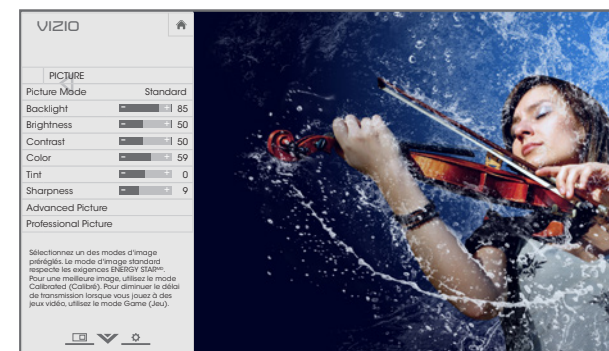 VIZIO
PICTURE
Picture Mode Standard
Backlight 85
Brightness 50
Contrast 50
Color 59
Tint 0
Sharpness 9
Advanced Picture
Professional Picture
Sélectionnez un des modes d'image
préréglés. Le mode d'image standard
respecte les exigences ENERGY STARᴹᴰ.
Pour une meilleure image, utilisez le mode
Calibrated (Calibré). Pour diminuer le délai
de transmission lorsque vous jouez à des
jeux vidéo, utilisez le mode Game (Jeu).